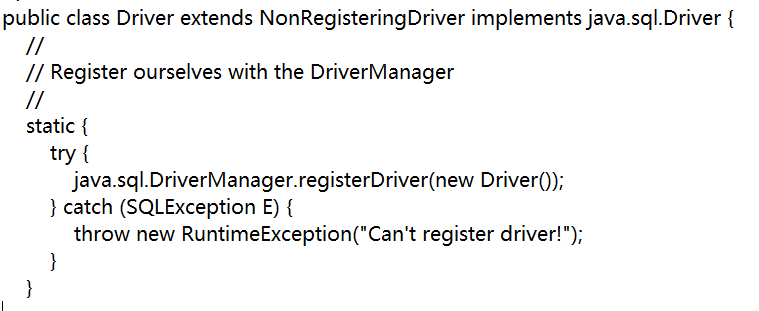 public class Driver extends NonRegisteringDriver implements java.sql.Driver {
//
// Register ourselves with the DriverManager
//
static {
try {
java.sql.DriverManager.registerDriver(new Driver());
} catch (SQLException E) {
throw new RuntimeException("Can't register driver!");
}
}